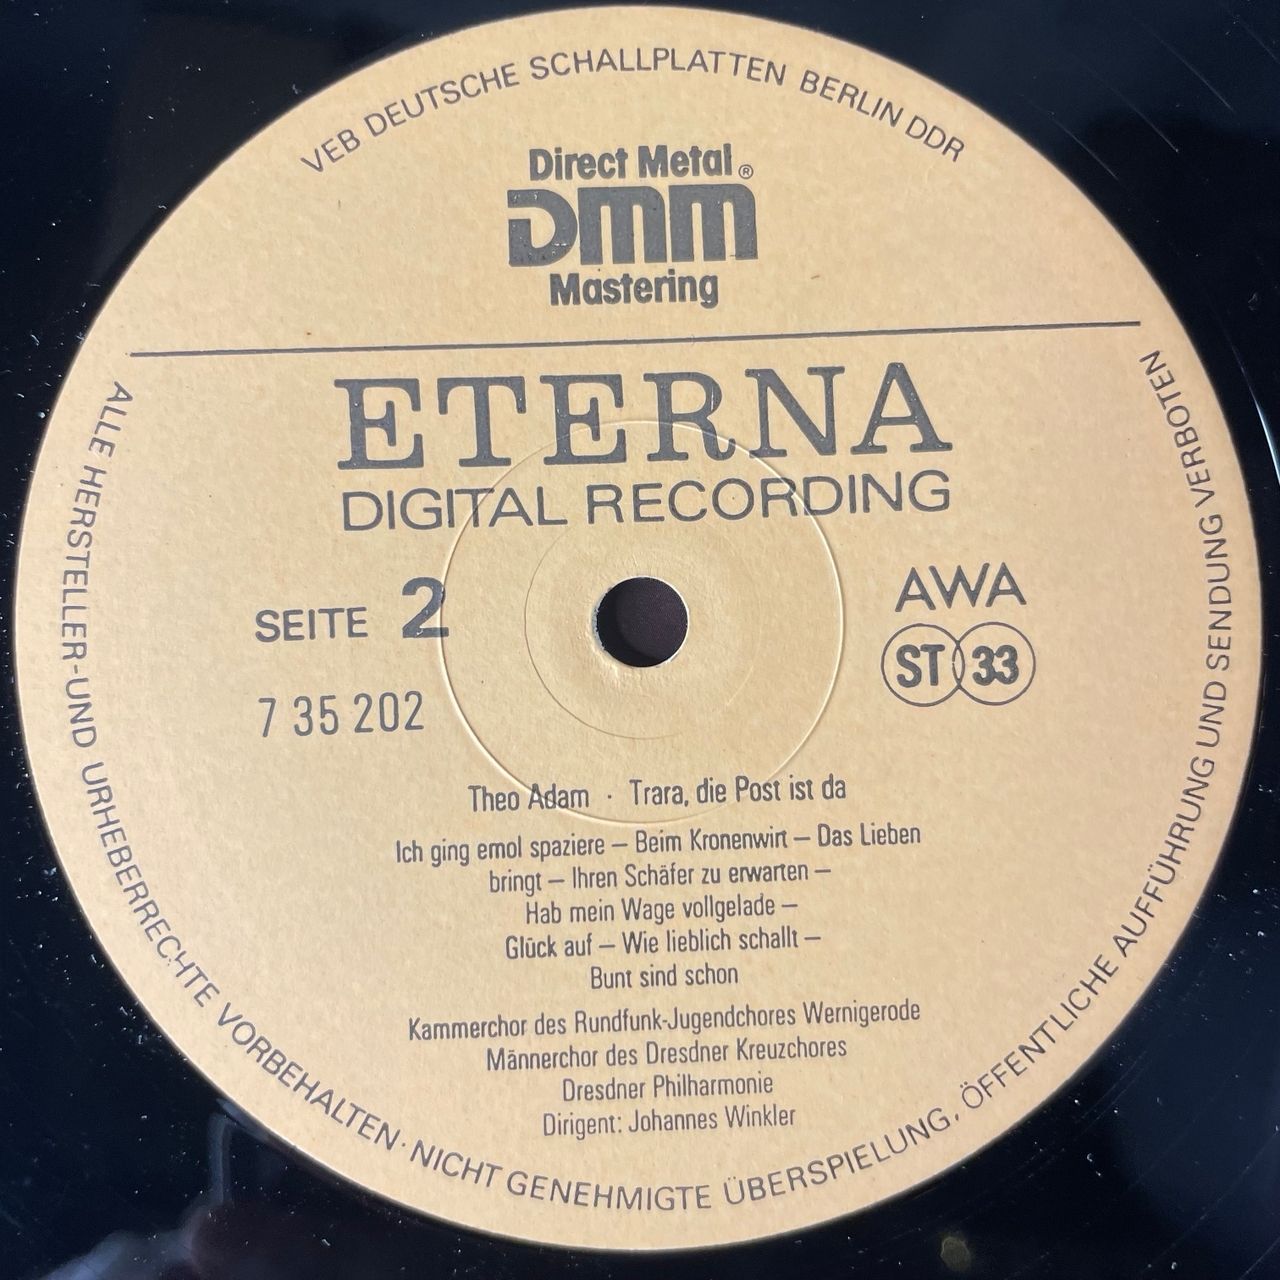 VEB DEUTSCHE SCHALLPLATTEN BERLIN DDR
Direct Metal ®
DMM
Mastering
ETERNA
DIGITAL RECORDING
SEITE 2
7 35 202
AWA
ST 33
Theo Adam · Trara, die Post ist da
Ich ging emol spaziere – Beim Kronenwirt – Das Lieben
bringt – Ihren Schäfer zu erwarten –
Hab mein Wage vollgelade –
Glück auf – Wie lieblich schallt –
Bunt sind schon
Kammerchor des Rundfunk-Jugendchores Wernigerode
Männerchor des Dresdner Kreuzchores
Dresdner Philharmonie
Dirigent: Johannes Winkler
ALLE HERSTELLER-UND URHEBERRECHTE VORBEHALTEN · NICHT GENEHMIGTE ÜBERSPIELUNG, ÖFFENTLICHE AUFFÜHRUNG UND SENDUNG VERBOTEN